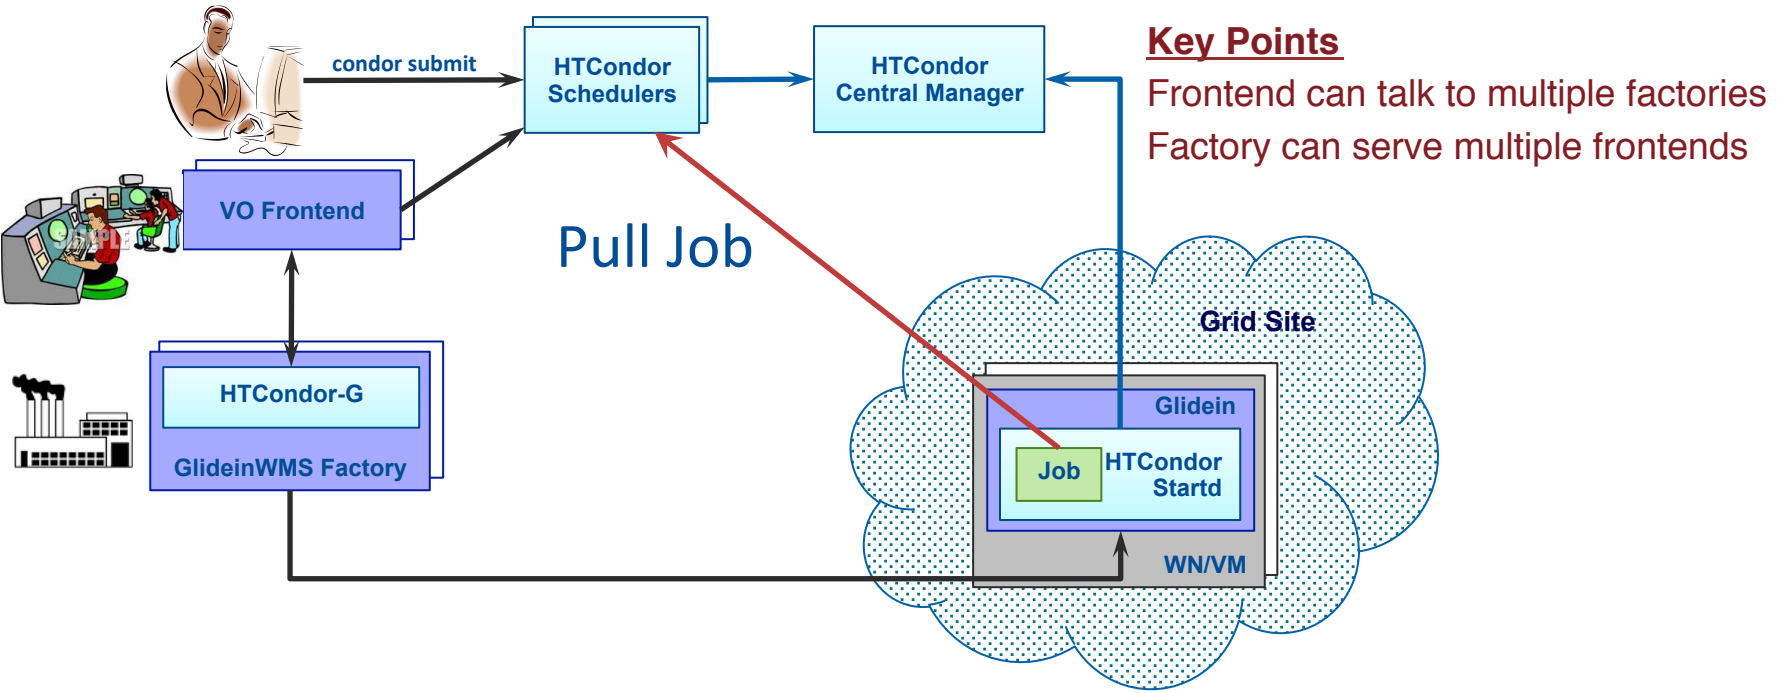 condor submit
HTCondor
Schedulers
HTCondor
Central Manager
Key Points
Frontend can talk to multiple factories
Factory can serve multiple frontends
VO Frontend
SAMPLE
Pull Job
Grid Site
HTCondor-G
GlideinWMS Factory
Glidein
Job
HTCondor
Startd
WN/VM